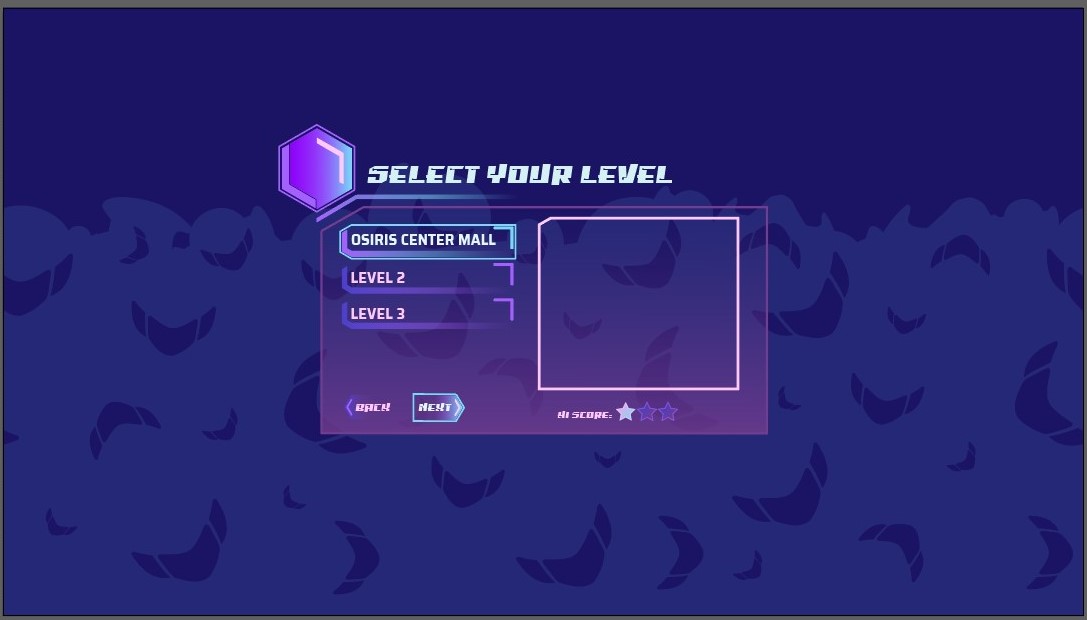 SELECT YOUR LEVEL
OSIRIS CENTER MALL
LEVEL 2
LEVEL 3
BACK
NEXT
HI SCORE: